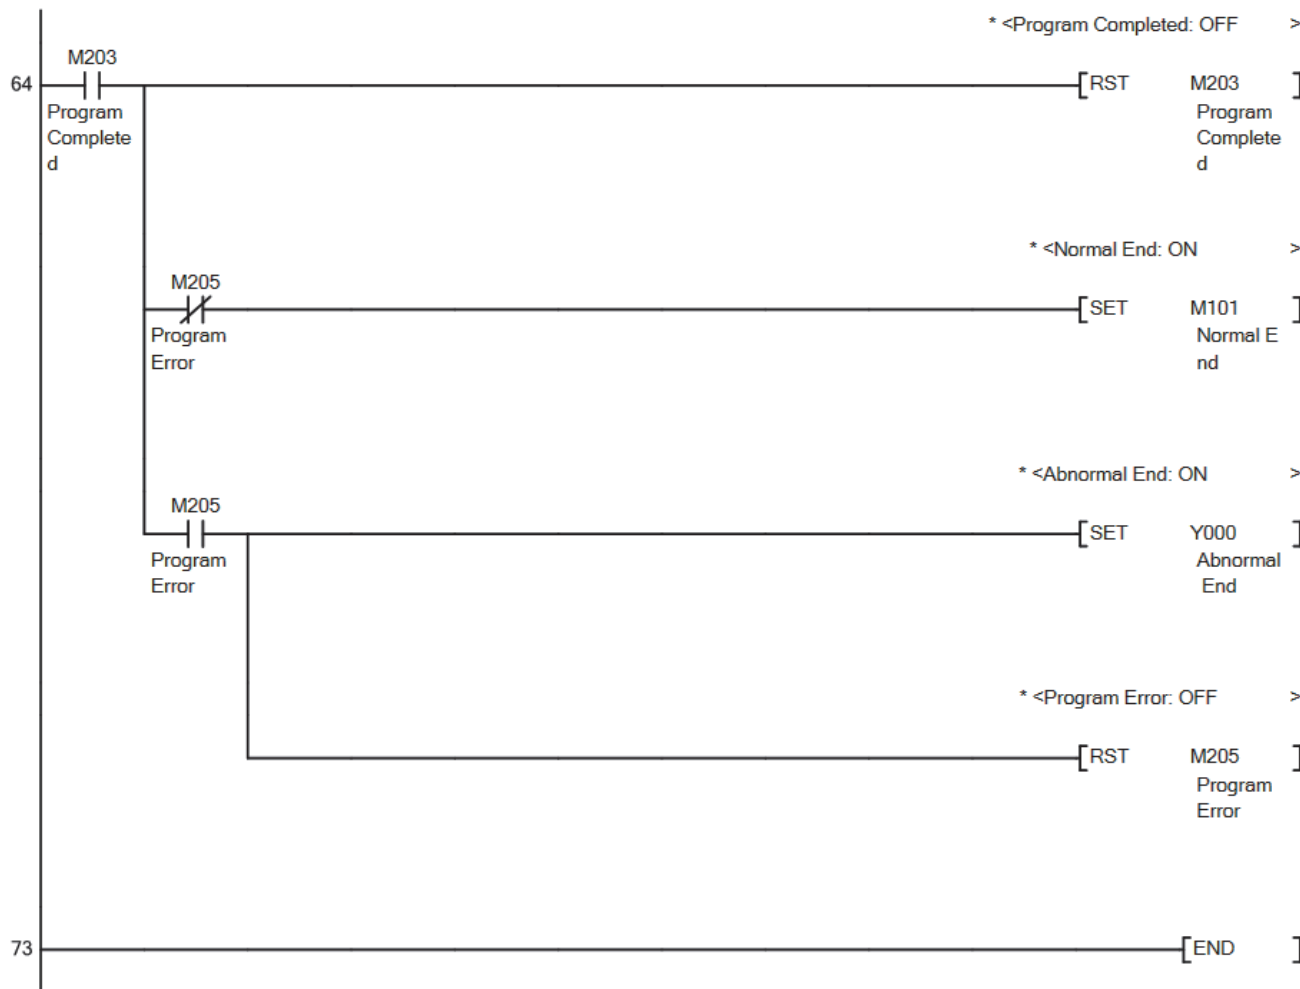 * <Program Completed: OFF >
M203
64
RST M203
Program
Complete
d
Program
Complete
d
* <Normal End: ON >
M205
SET M101
Program
Error
Normal E
nd
* <Abnormal End: ON >
M205
SET Y000
Program
Error
Abnormal
End
* <Program Error: OFF >
RST M205
Program
Error
73
END